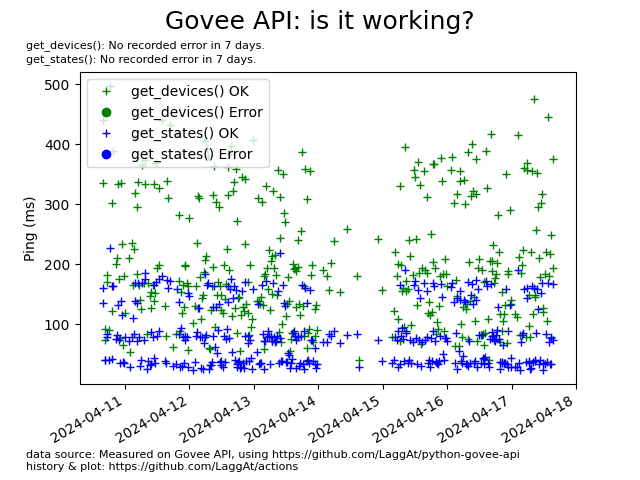 Govee API: is it working?
get_devices(): No recorded error in 7 days.
get_states(): No recorded error in 7 days.
get_devices() OK
get_devices() Error
get_states() OK
get_states() Error
Ping (ms)
500
400
300
200
100
2024-04-11
2024-04-12
2024-04-13
2024-04-14
2024-04-15
2024-04-16
2024-04-17
2024-04-18
data source: Measured on Govee API, using https://github.com/LaggAt/python-govee-api
history & plot: https://github.com/LaggAt/actions